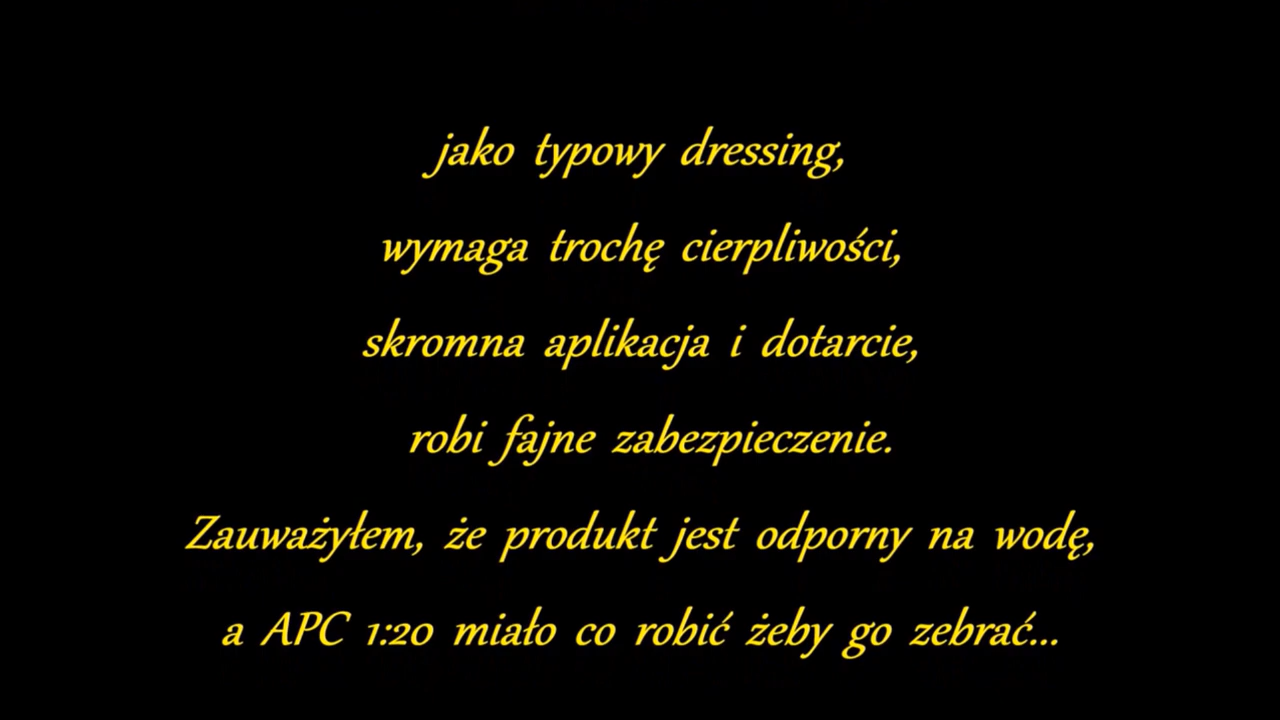 jako typowy dressing,
wymaga trochę cierpliwości,
skromna aplikacja i dotarcie,
robi fajne zabezpieczenie.
Zauważyłem, że produkt jest odporny na wodę,
a APC 1:20 miało co robić żeby go zebrać...